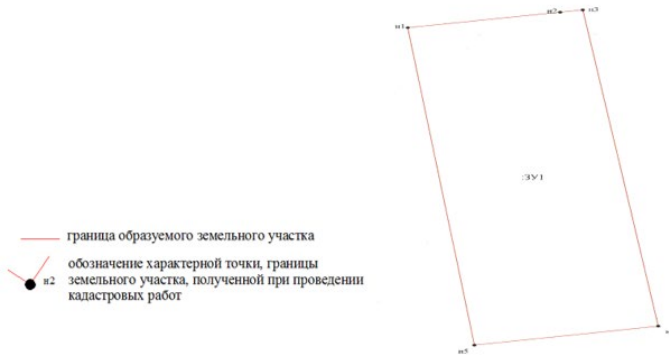 н1
н2
н3
:ЗУ1
граница образуемого земельного участка
обозначение характерной точки, границы
н2 земельного участка, полученной при проведении
кадастровых работ
н5